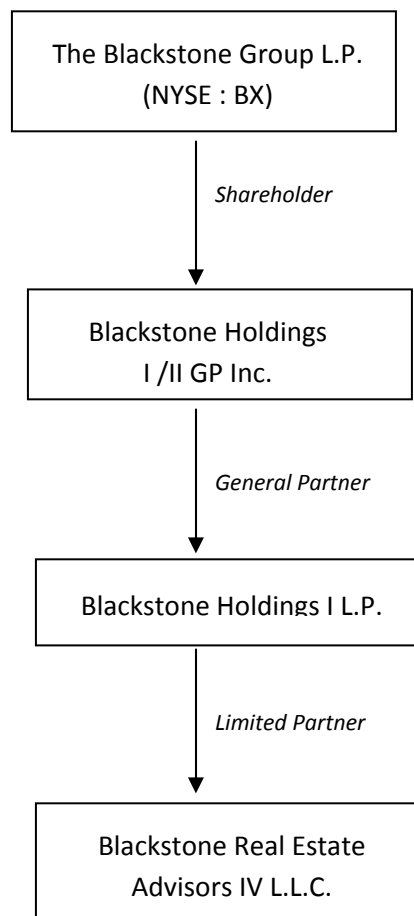 The Blackstone Group L.P.
(NYSE : BX)
Shareholder
Blackstone Holdings
I /II GP Inc.
General Partner
Blackstone Holdings I L.P.
Limited Partner
Blackstone Real Estate
Advisors IV L.L.C.